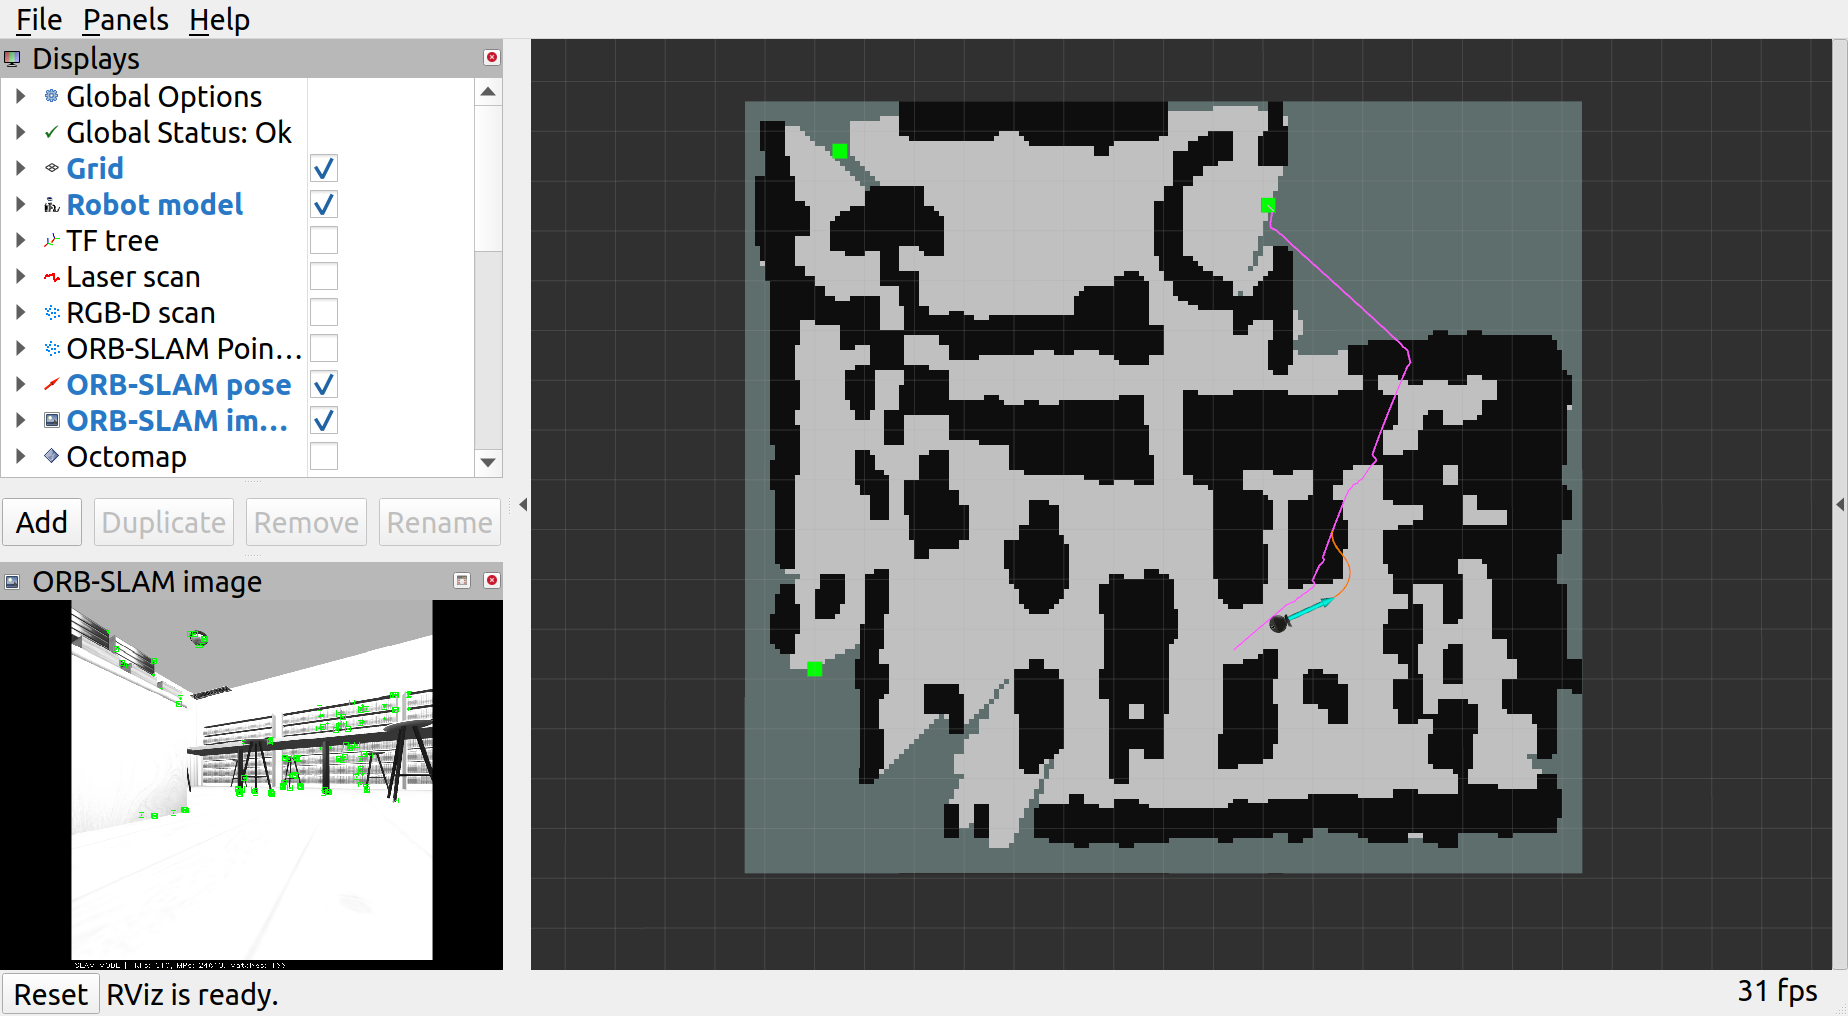 File Panels Help
Displays
Global Options
Global Status: Ok
Grid
Robot model
TF tree
Laser scan
RGB-D scan
ORB-SLAM Poin...
ORB-SLAM pose
ORB-SLAM im...
Octomap
Add Duplicate Remove Rename
ORB-SLAM image
Reset RViz is ready.
31 fps